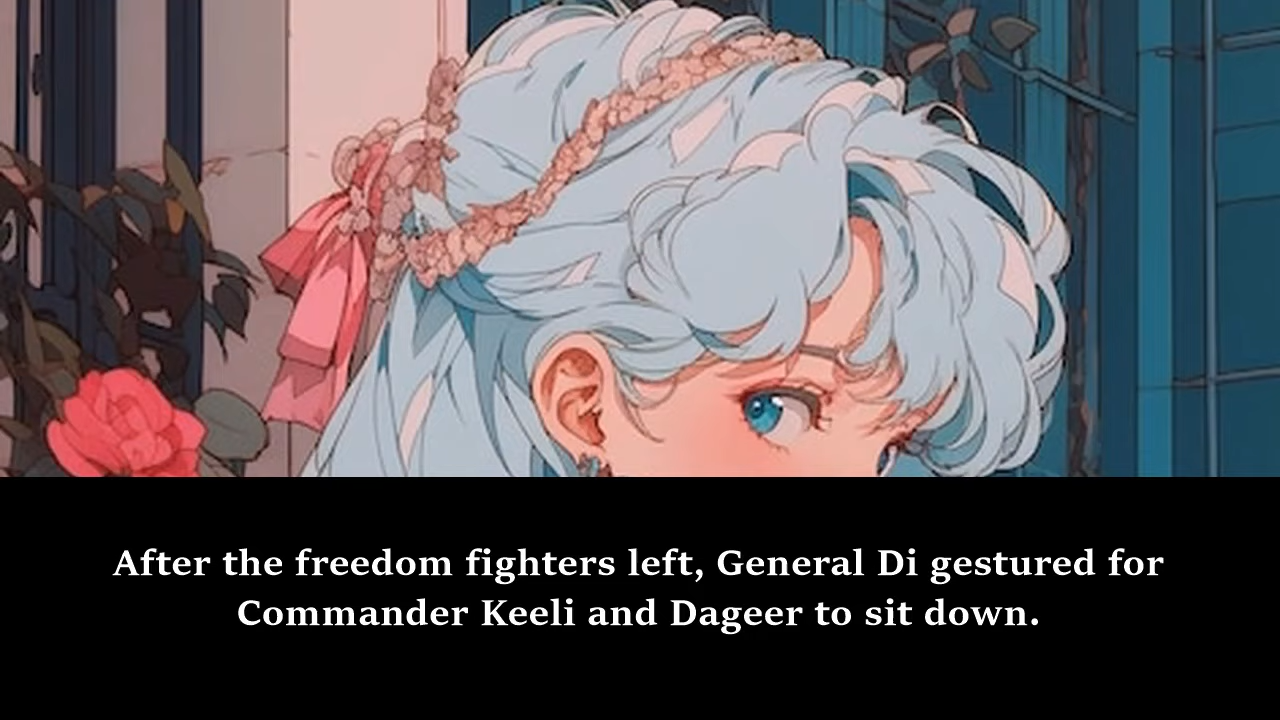 After the freedom fighters left, General Di gestured for
Commander Keeli and Dageer to sit down.